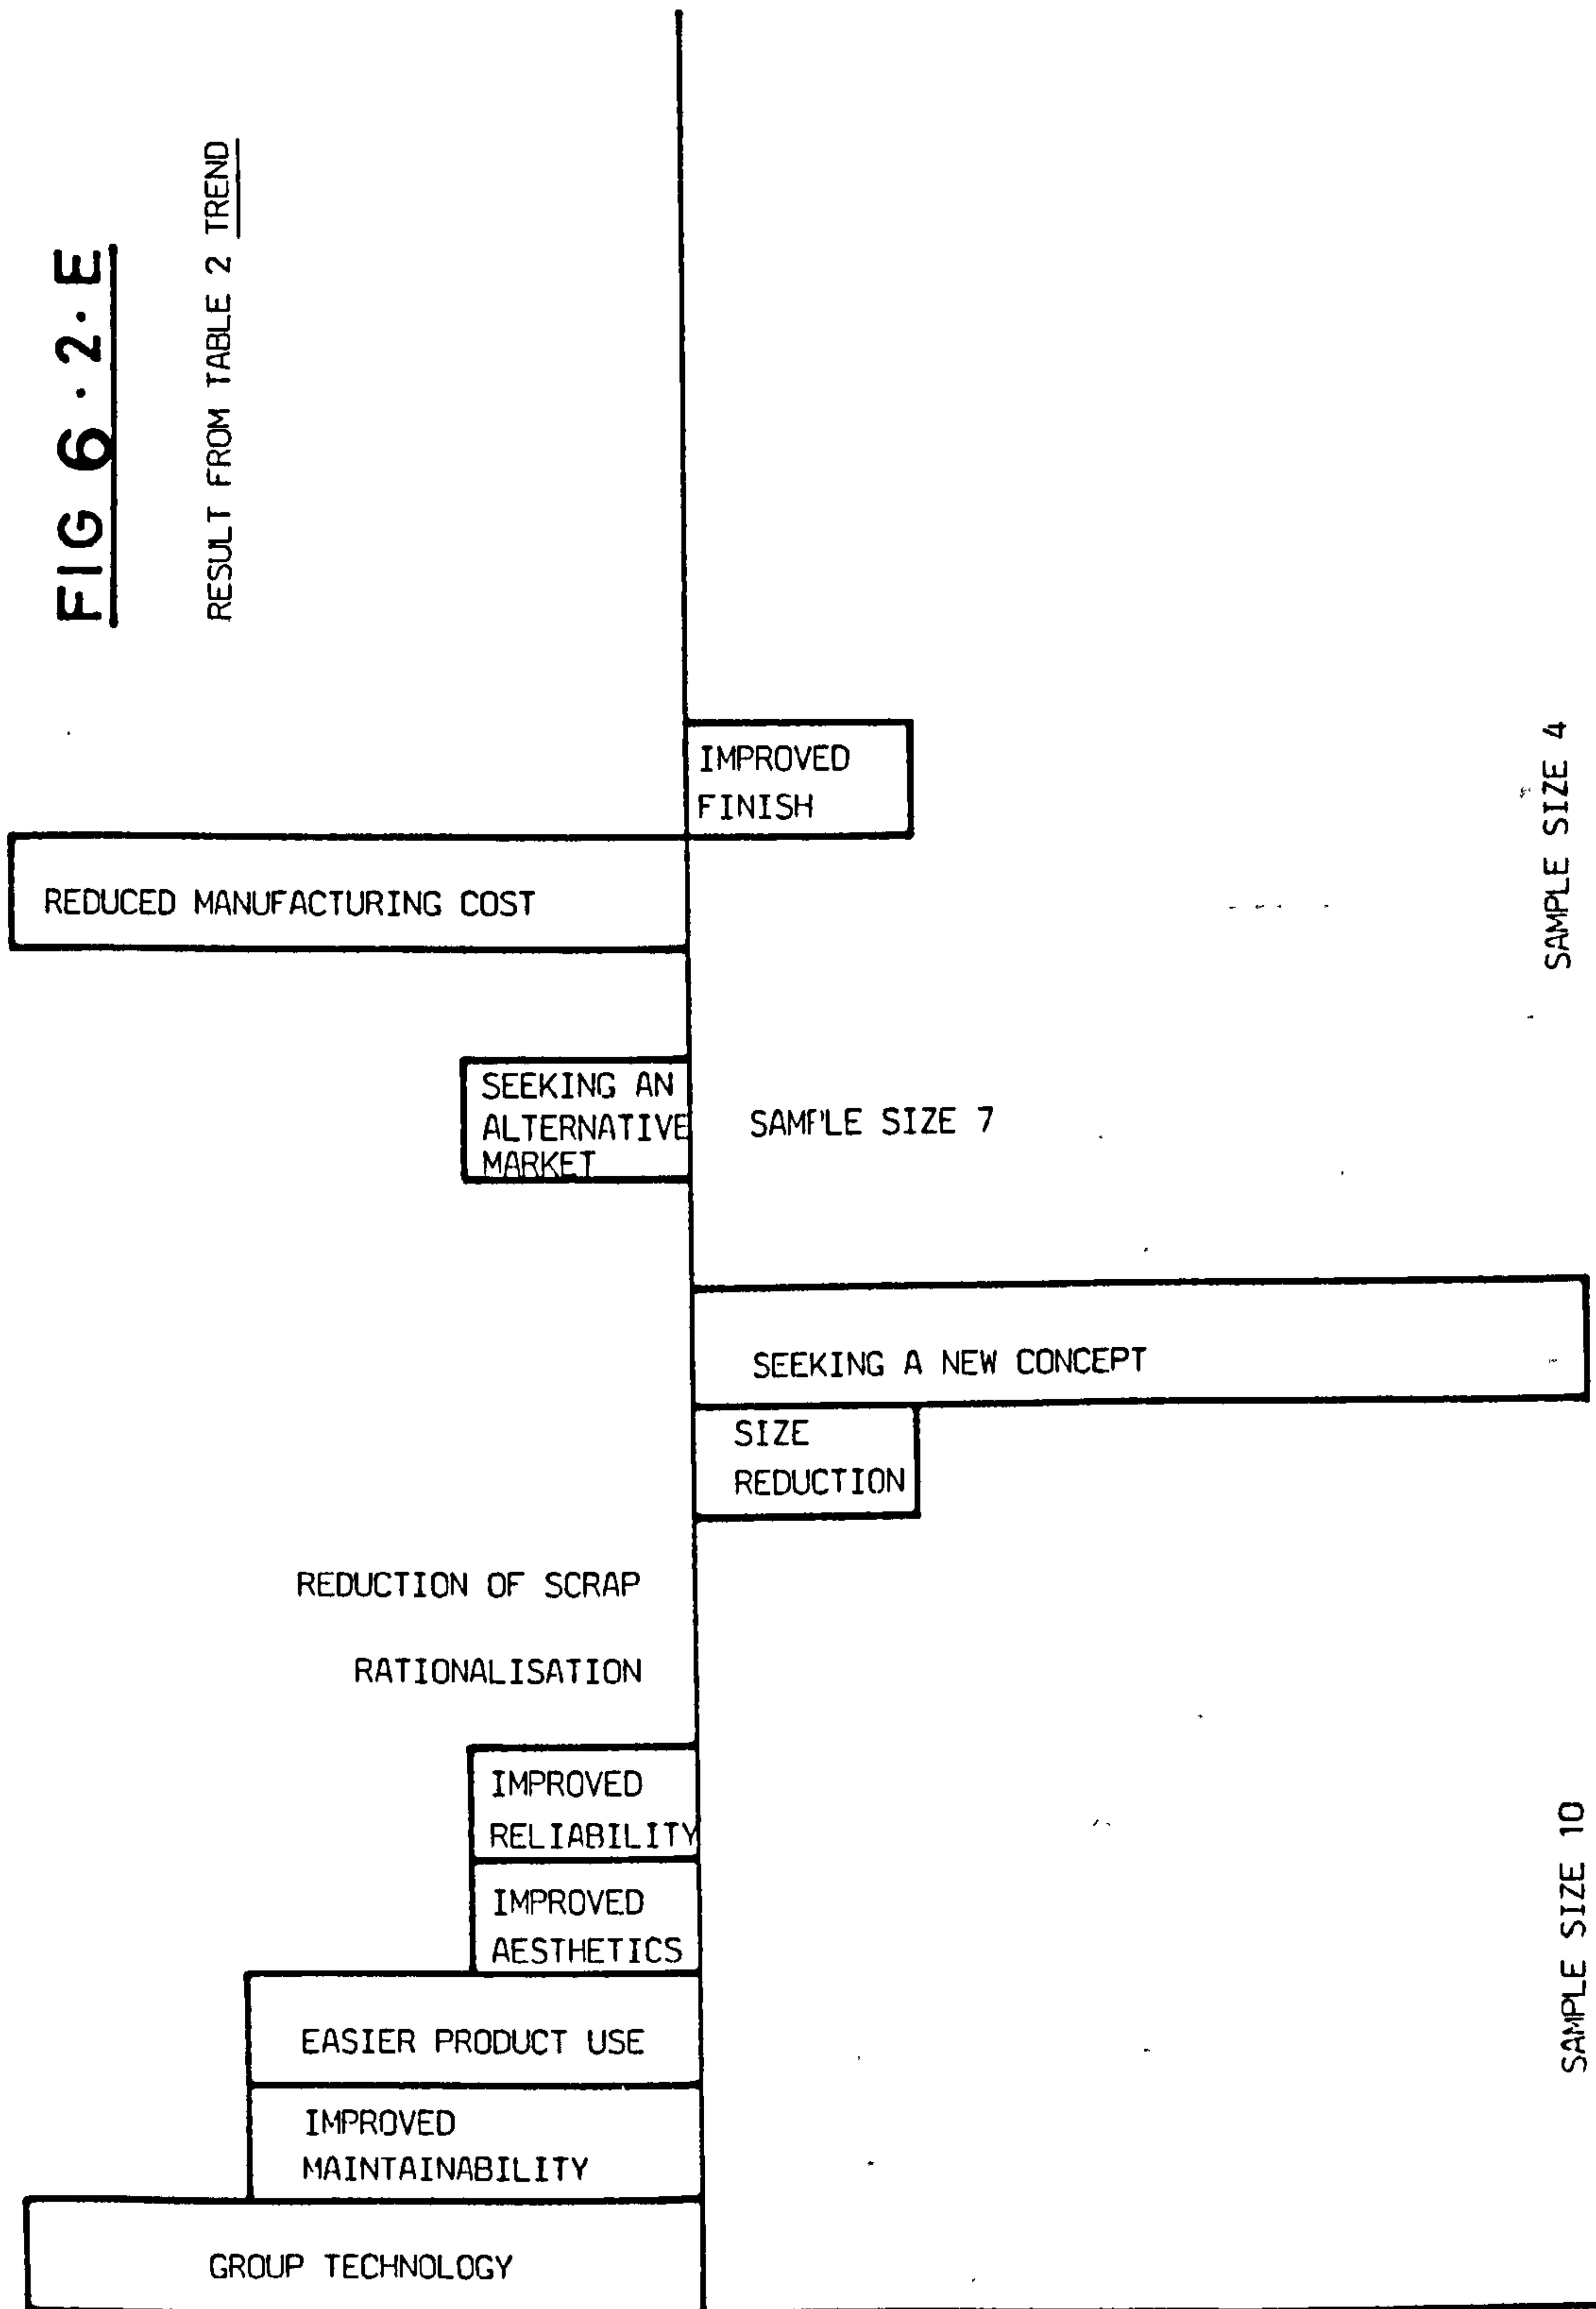 FIG 6.2.E
RESULT FROM TABLE 2 TREND
IMPROVED
FINISH
REDUCED MANUFACTURING COST
SAMPLE SIZE 4
SEEKING AN
ALTERNATIVE
MARKET
SAMPLE SIZE 7
SEEKING A NEW CONCEPT
SIZE
REDUCTION
REDUCTION OF SCRAP
RATIONALISATION
IMPROVED
RELIABILITY
IMPROVED
AESTHETICS
SAMPLE SIZE 10
EASIER PRODUCT USE
IMPROVED
MAINTAINABILITY
GROUP TECHNOLOGY